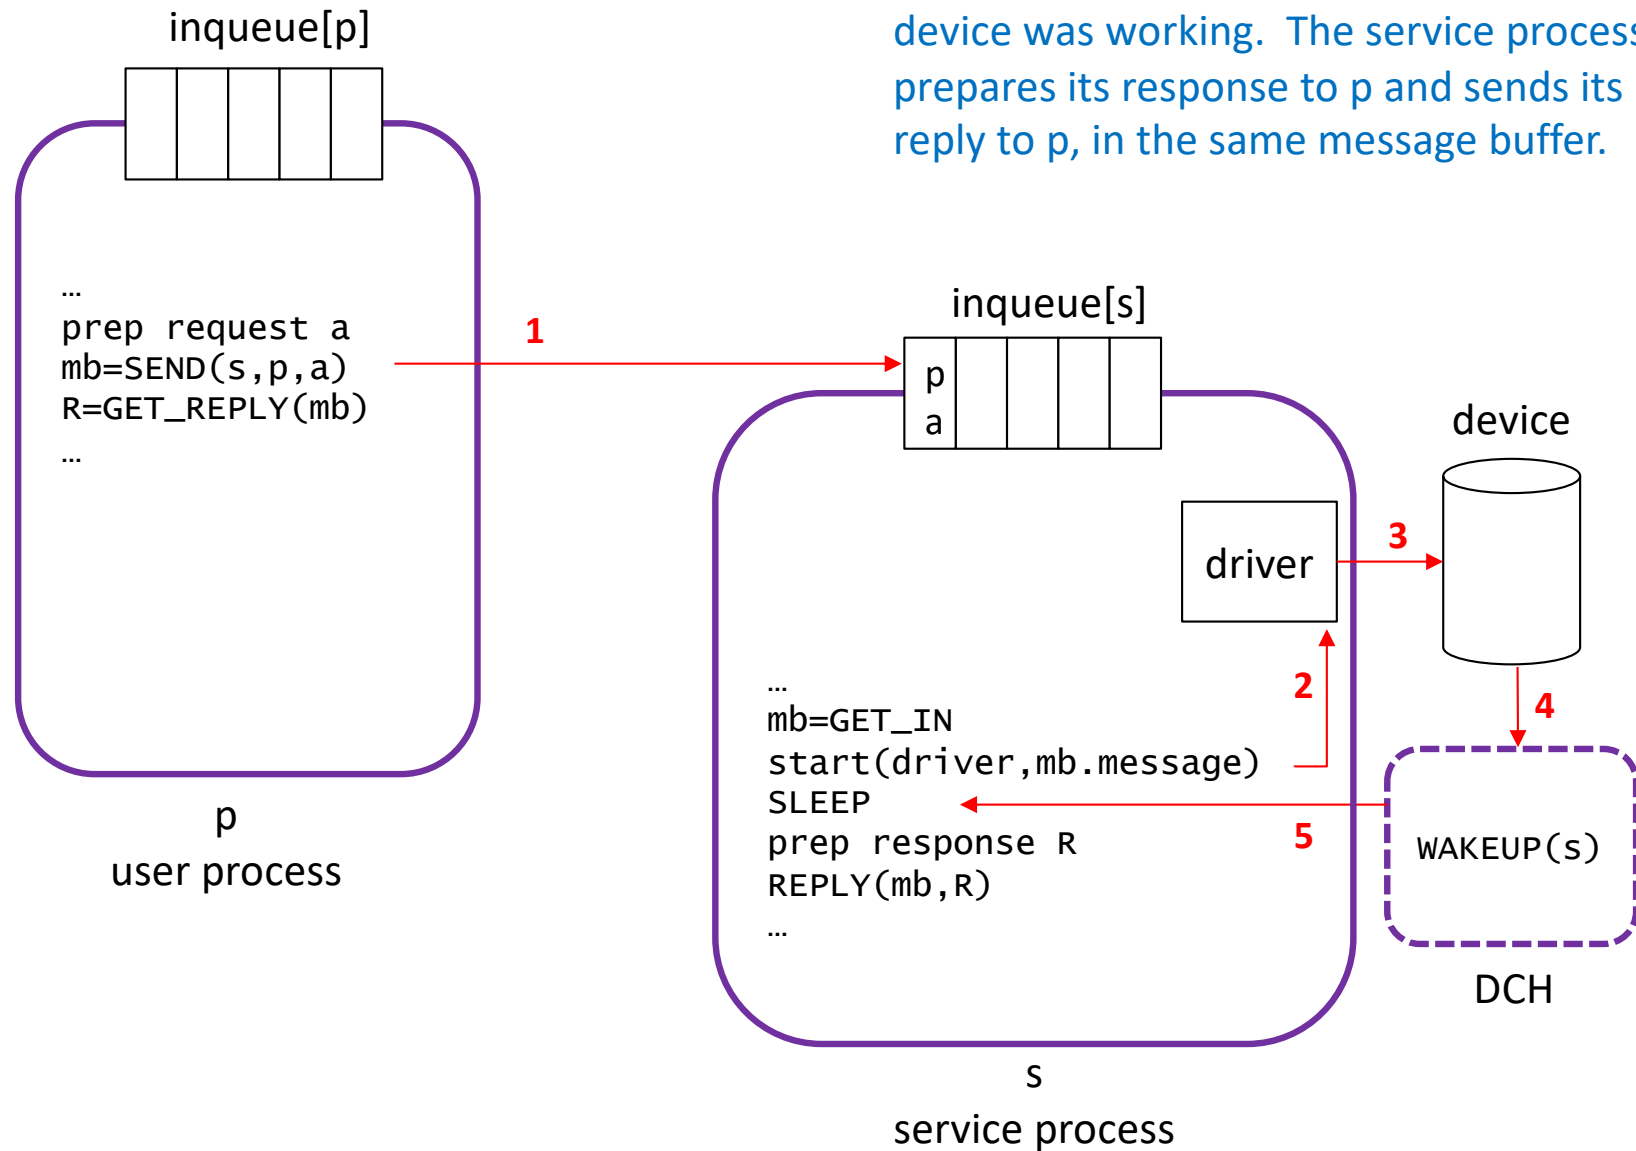 inqueue[p]
device was working.  The service process
prepares its response to p and sends its
reply to p, in the same message buffer.
…
prep request a
mb=SEND(s,p,a)
R=GET_REPLY(mb)
…
1
inqueue[s]
p
a
device
driver
3
2
4
…
mb=GET_IN
start(driver,mb.message)
SLEEP
prep response R
REPLY(mb,R)
…
5
WAKEUP(s)
DCH
p
user process
s
service process